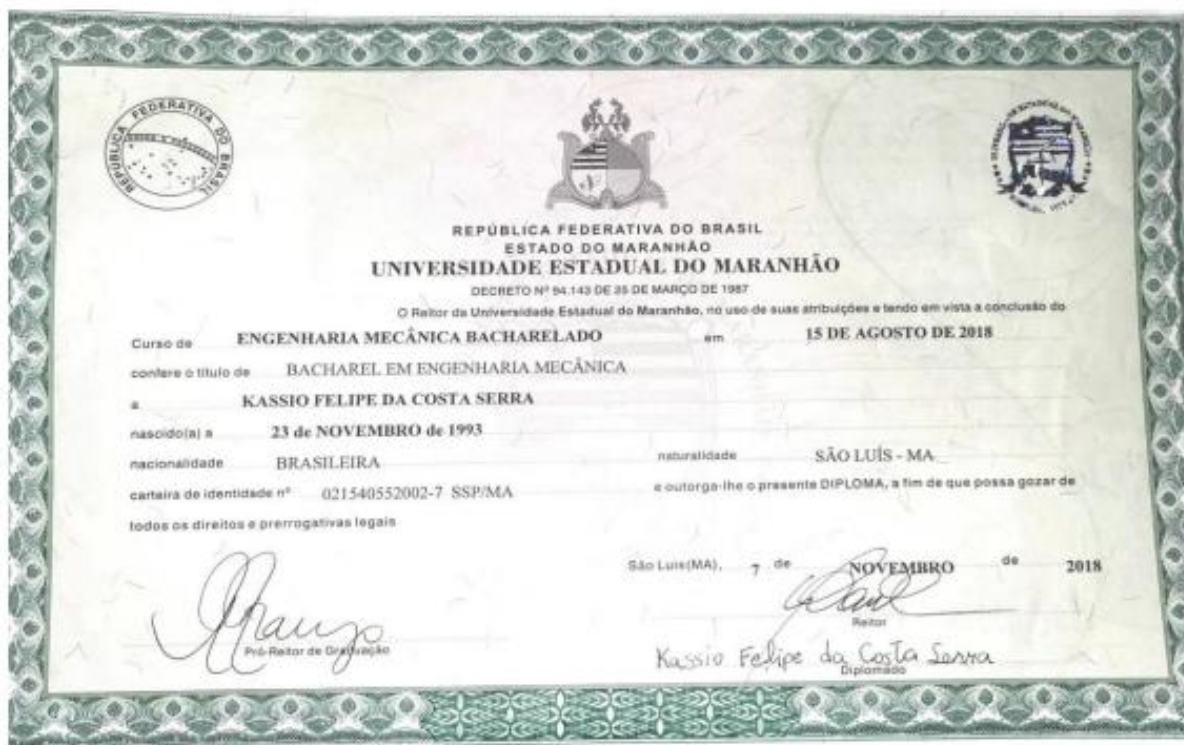 REPÚBLICA FEDERATIVA DO BRASIL
REPÚBLICA FEDERATIVA DO BRASIL
ESTADO DO MARANHÃO
UNIVERSIDADE ESTADUAL DO MARANHÃO
DECRETO Nº 94.143 DE 25 DE MARÇO DE 1987
O Reitor da Universidade Estadual do Maranhão, no uso de suas atribuições e tendo em vista a conclusão do
Curso de ENGENHARIA MECÂNICA BACHARELADO em 15 DE AGOSTO DE 2018
confere o título de BACHAREL EM ENGENHARIA MECÂNICA
a KASSIO FELIPE DA COSTA SERRA
nascido(a) a 23 de NOVEMBRO de 1993
nacionalidade BRASILEIRA naturalidade SÃO LUÍS - MA
carteira de identidade nº 021540552002-7 SSP/MA e outorga-lhe o presente DIPLOMA, a fim de que possa gozar de
todos os direitos e prerrogativas legais
São Luís(MA), 7 de NOVEMBRO de 2018
Reitor
Pró-Reitor de Graduação
Kassio Felipe da Costa Serra
Diplomado